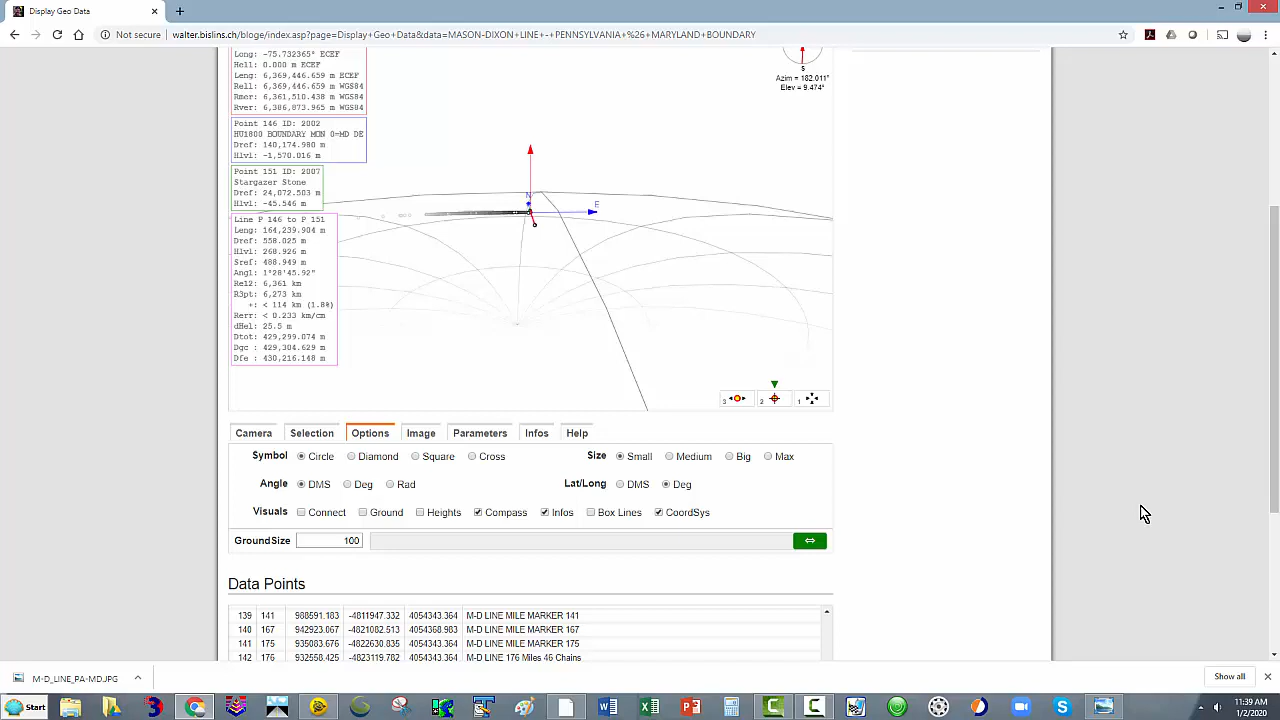 Display Geo Data
Not secure
walter.bislins.ch/bloge/index.asp?page=Display+Geo+Data&data=MASON-DIXON+LINE+-+PENNSYLVANIA+%26+MARYLAND+BOUNDARY
Long: -75.732365° ECEF
Hell: 0.000 m ECEF
Leng: 6,369,446.659 m ECEF
Rell: 6,369,446.659 m WGS84
Rmer: 6,361,510.438 m WGS84
Rver: 6,386,873.965 m WGS84
Point 146 ID: 2002
HU1800 BOUNDARY MON 0=MD DE
Dref: 140,174.980 m
Hlvl: -1,570.016 m
Point 151 ID: 2007
Stargazer Stone
Dref: 24,072.503 m
Hlvl: -45.546 m
Line P 146 to P 151
Leng: 164,239.904 m
Dref: 558.025 m
Hlvl: 268.926 m
Sref: 488.949 m
Angl: 1°28'45.92"
Re12: 6,361 km
R3pt: 6,273 km
+: < 114 km (1.8%)
Rerr: < 0.233 km/cm
dHel: 25.5 m
Dtot: 429,299.074 m
Dgc : 429,304.629 m
Dfe : 430,216.148 m
S
Azim = 182.011°
Elev = 9.474°
N
E
3 2 1
Camera Selection Options Image Parameters Infos Help
Symbol Circle Diamond Square Cross Size Small Medium Big Max
Angle DMS Deg Rad Lat/Long DMS Deg
Visuals Connect Ground Heights Compass Infos Box Lines CoordSys
GroundSize 100
Data Points
139 141 988591.183 -4811947.332 4054343.364 M-D LINE MILE MARKER 141
140 167 942923.067 -4821082.513 4054368.983 M-D LINE MILE MARKER 167
141 175 935083.676 -4822630.835 4054343.364 M-D LINE MILE MARKER 175
142 176 932558.425 -4823119.782 4054343.364 M-D LINE 176 Miles 46 Chains
M-D_LINE_PA-MD.JPG
Show all
Start
11:39 AM
1/2/2020